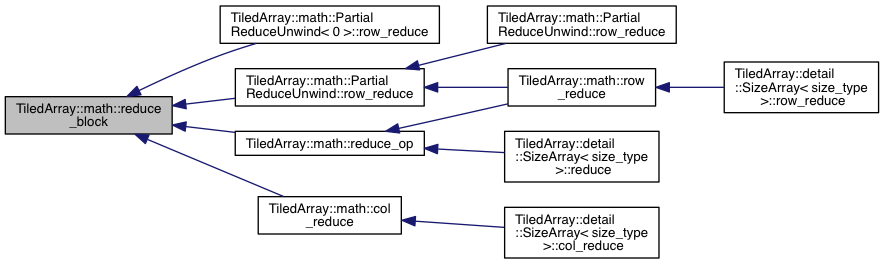 TiledArray::math::reduce
_block
TiledArray::math::Partial
ReduceUnwind< 0 >::row_reduce
TiledArray::math::Partial
ReduceUnwind::row_reduce
TiledArray::math::reduce_op
TiledArray::math::col
_reduce
TiledArray::math::Partial
ReduceUnwind::row_reduce
TiledArray::math::row
_reduce
TiledArray::detail
::SizeArray< size_type
>::reduce
TiledArray::detail
::SizeArray< size_type
>::col_reduce
TiledArray::detail
::SizeArray< size_type
>::row_reduce